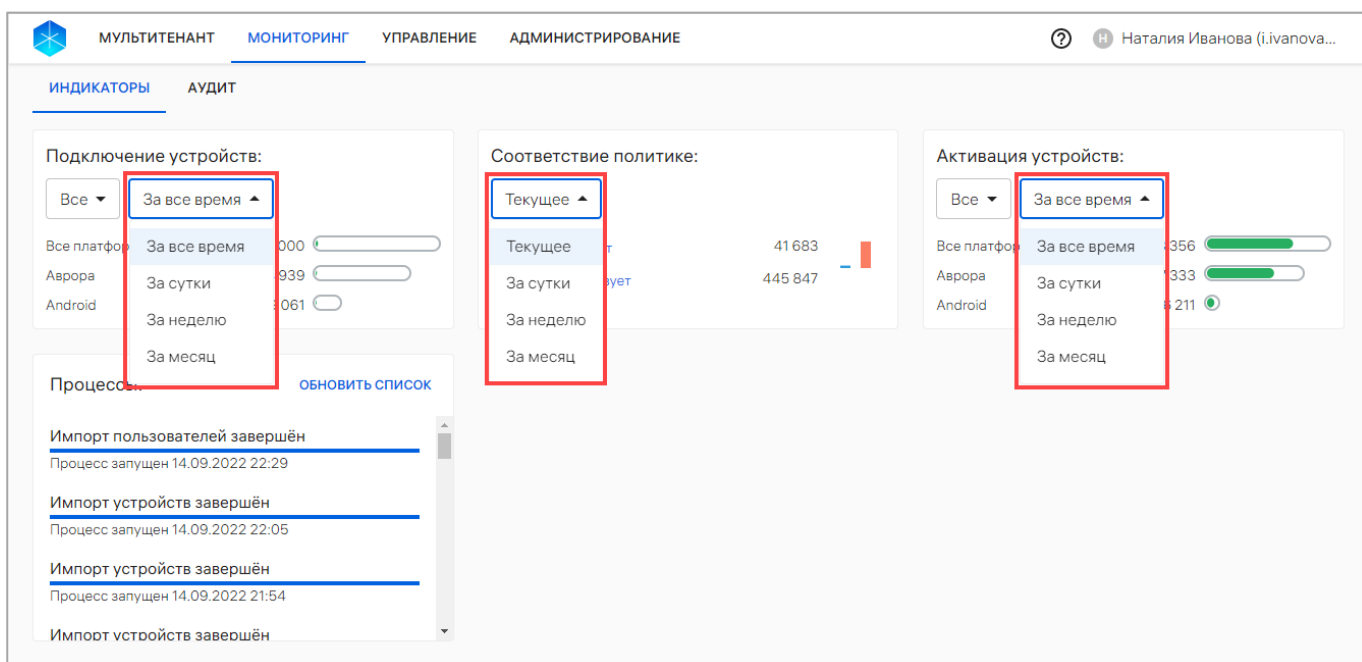 МУЛЬТИТЕНАНТ МОНИТОРИНГ УПРАВЛЕНИЕ АДМИНИСТРИРОВАНИЕ ? Н Наталия Иванова (i.ivanova...
ИНДИКАТОРЫ АУДИТ
Подключение устройств:
Все За все время
За все время
За сутки
За неделю
За месяц
Все платфор 000
Аврора 939
Android 061
Соответствие политике:
Текущее
Текущее
За сутки
За неделю
За месяц
41 683
445 847
Активация устройств:
Все За все время
За все время
За сутки
За неделю
За месяц
Все платфор 356
Аврора 333
Android 211
ОБНОВИТЬ СПИСОК
Импорт пользователей завершён
Процесс запущен 14.09.2022 22:29
Импорт устройств завершён
Процесс запущен 14.09.2022 22:05
Импорт устройств завершён
Процесс запущен 14.09.2022 21:54
Импорт устройств завершён